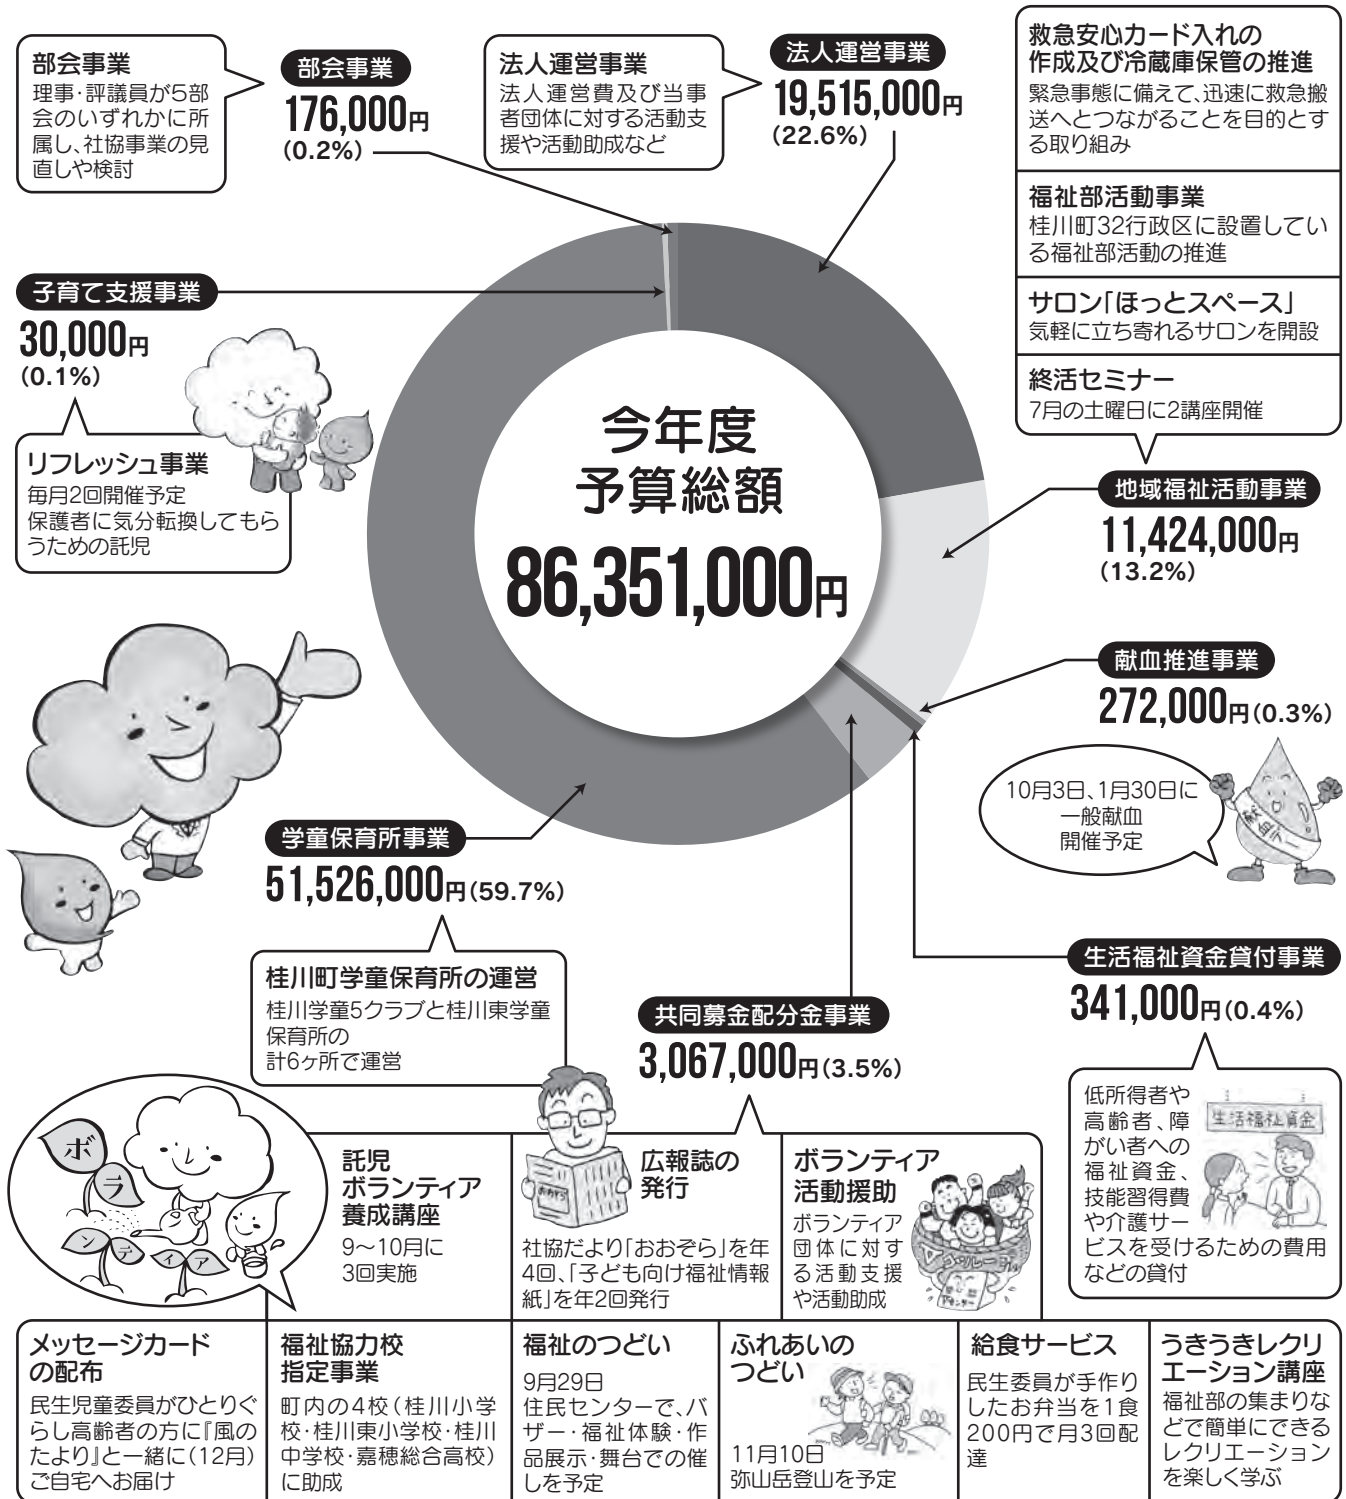 部会事業
理事・評議員が5部
会のいずれかに所
属し、社協事業の見
直しや検討
部会事業
176,000円
(0.2%)
法人運営事業
法人運営費及び当事
者団体に対する活動支
援や活動助成など
法人運営事業
19,515,000円
(22.6%)
救急安心カード入れの
作成及び冷蔵庫保管の推進
緊急事態に備えて、迅速に救急搬
送へとつながることを目的とす
る取り組み
福祉部活動事業
桂川町32行政区に設置してい
る福祉部活動の推進
サロン「ほっとスペース」
気軽に立ち寄れるサロンを開設
終活セミナー
7月の土曜日に2講座開催
地域福祉活動事業
11,424,000円
(13.2%)
子育て支援事業
30,000円
(0.1%)
リフレッシュ事業
毎月2回開催予定
保護者に気分転換してもら
うための託児
今年度
予算総額
86,351,000円
献血推進事業
272,000円(0.3%)
10月3日、1月30日に
一般献血
開催予定
学童保育所事業
51,526,000円(59.7%)
桂川町学童保育所の運営
桂川学童5クラブと桂川東学童
保育所の
計6ヶ所で運営
生活福祉資金貸付事業
341,000円(0.4%)
低所得者や
高齢者、障
がい者への
福祉資金、
技能習得費
や介護サー
ビスを受けるための費用
などの貸付
生活福祉資金
共同募金配分金事業
3,067,000円(3.5%)
ボ
ラ
ン
テ
ィ
ア
託児
ボランティア
養成講座
9～10月に
3回実施
おおぞら
広報誌の
発行
社協だより「おおぞら」を年
4回、「子ども向け福祉情報
紙」を年2回発行
ボランティア
活動援助
ボランティア
団体に対す
る活動支援
や活動助成
メッセージカード
の配布
民生児童委員がひとりぐ
らし高齢者の方に『風の
たより』と一緒に(12月)
ご自宅へお届け
福祉協力校
指定事業
町内の4校(桂川小学
校・桂川東小学校・桂川
中学校・嘉穂総合高校)
に助成
福祉のつどい
9月29日
住民センターで、バ
ザー・福祉体験・作
品展示・舞台での催
しを予定
ふれあいの
つどい
11月10日
弥山岳登山を予定
給食サービス
民生委員が手作り
したお弁当を1食
200円で月3回配
達
うきうきレクリ
エーション講座
福祉部の集まりな
どで簡単にできる
レクリエーション
を楽しく学ぶ